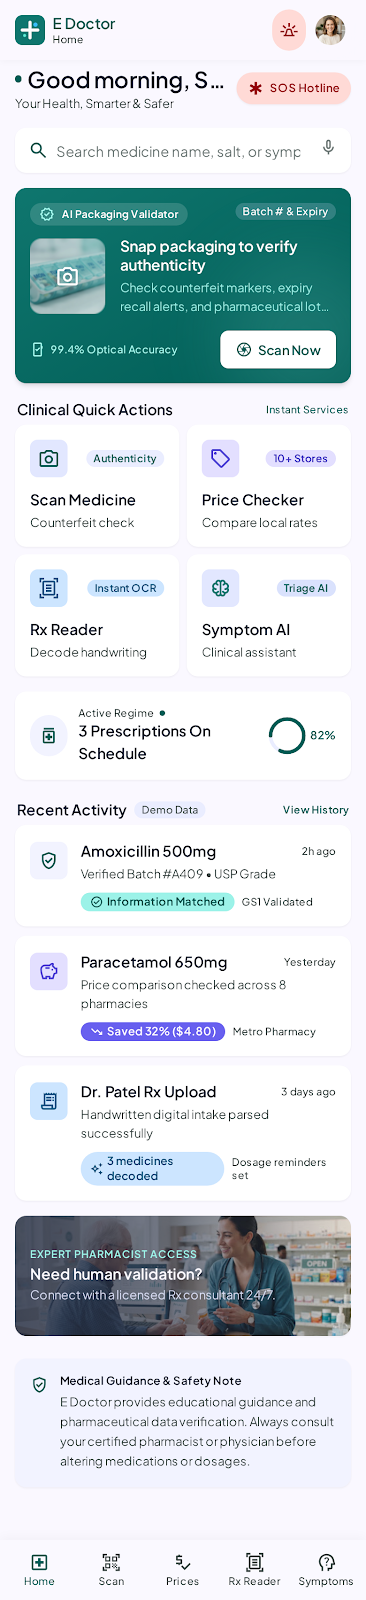 E Doctor
Home
Good morning, S...
SOS Hotline
Your Health, Smarter & Safer
Search medicine name, salt, or symp
AI Packaging Validator
Batch # & Expiry
Snap packaging to verify
authenticity
Check counterfeit markers, expiry
recall alerts, and pharmaceutical lot...
99.4% Optical Accuracy
Scan Now
Clinical Quick Actions
Instant Services
Authenticity
Scan Medicine
Counterfeit check
10+ Stores
Price Checker
Compare local rates
Instant OCR
Rx Reader
Decode handwriting
Triage AI
Symptom AI
Clinical assistant
Active Regime
3 Prescriptions On
Schedule
82%
Recent Activity
Demo Data
View History
Amoxicillin 500mg
2h ago
Verified Batch #A409 • USP Grade
Information Matched
GS1 Validated
Paracetamol 650mg
Yesterday
Price comparison checked across 8
pharmacies
Saved 32% ($4.80)
Metro Pharmacy
Dr. Patel Rx Upload
3 days ago
Handwritten digital intake parsed
successfully
3 medicines
decoded
Dosage reminders
set
EXPERT PHARMACIST ACCESS
Need human validation?
Connect with a licensed Rx consultant 24/7.
Medical Guidance & Safety Note
E Doctor provides educational guidance and
pharmaceutical data verification. Always consult
your certified pharmacist or physician before
altering medications or dosages.
Home
Scan
Prices
Rx Reader
Symptoms